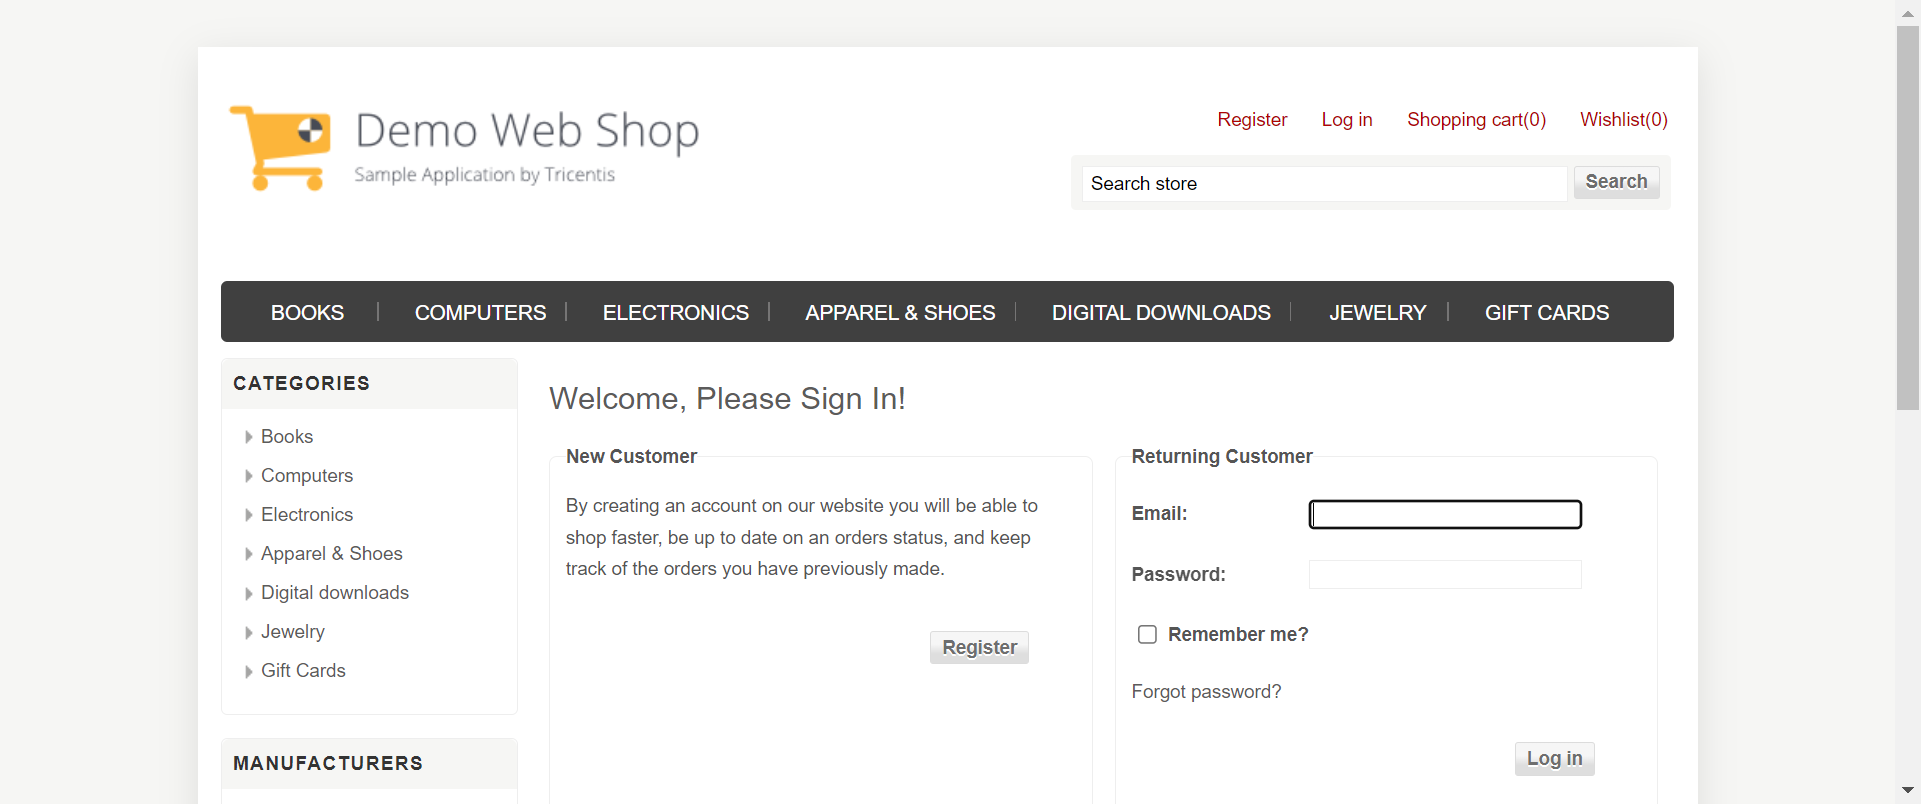 Demo Web Shop
Sample Application by Tricentis
Register Log in Shopping cart(0) Wishlist(0)
Search store Search
BOOKS COMPUTERS ELECTRONICS APPAREL & SHOES DIGITAL DOWNLOADS JEWELRY GIFT CARDS
CATEGORIES
Books
Computers
Electronics
Apparel & Shoes
Digital downloads
Jewelry
Gift Cards
MANUFACTURERS
Welcome, Please Sign In!
New Customer
By creating an account on our website you will be able to
shop faster, be up to date on an orders status, and keep
track of the orders you have previously made.
Register
Returning Customer
Email:
Password:
Remember me?
Forgot password?
Log in